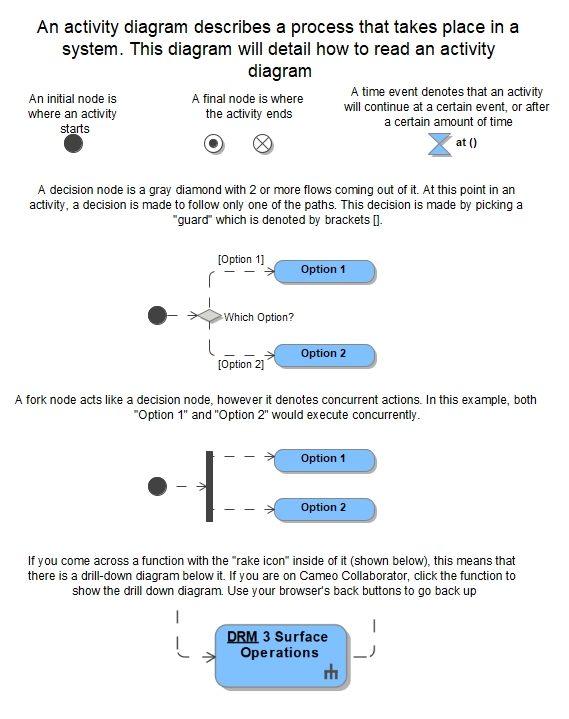 An activity diagram describes a process that takes place in a
system. This diagram will detail how to read an activity
diagram
An initial node is
where an activity
starts
A final node is where
the activity ends
A time event denotes that an activity
will continue at a certain event, or after
a certain amount of time
at ()
A decision node is a gray diamond with 2 or more flows coming out of it. At this point in an
activity, a decision is made to follow only one of the paths. This decision is made by picking a
"guard" which is denoted by brackets [].
[Option 1]
Option 1
Which Option?
Option 2
[Option 2]
A fork node acts like a decision node, however it denotes concurrent actions. In this example, both
"Option 1" and "Option 2" would execute concurrently.
Option 1
Option 2
If you come across a function with the "rake icon" inside of it (shown below), this means that
there is a drill-down diagram below it. If you are on Cameo Collaborator, click the function to
show the drill down diagram. Use your browser's back buttons to go back up
DRM 3 Surface
Operations